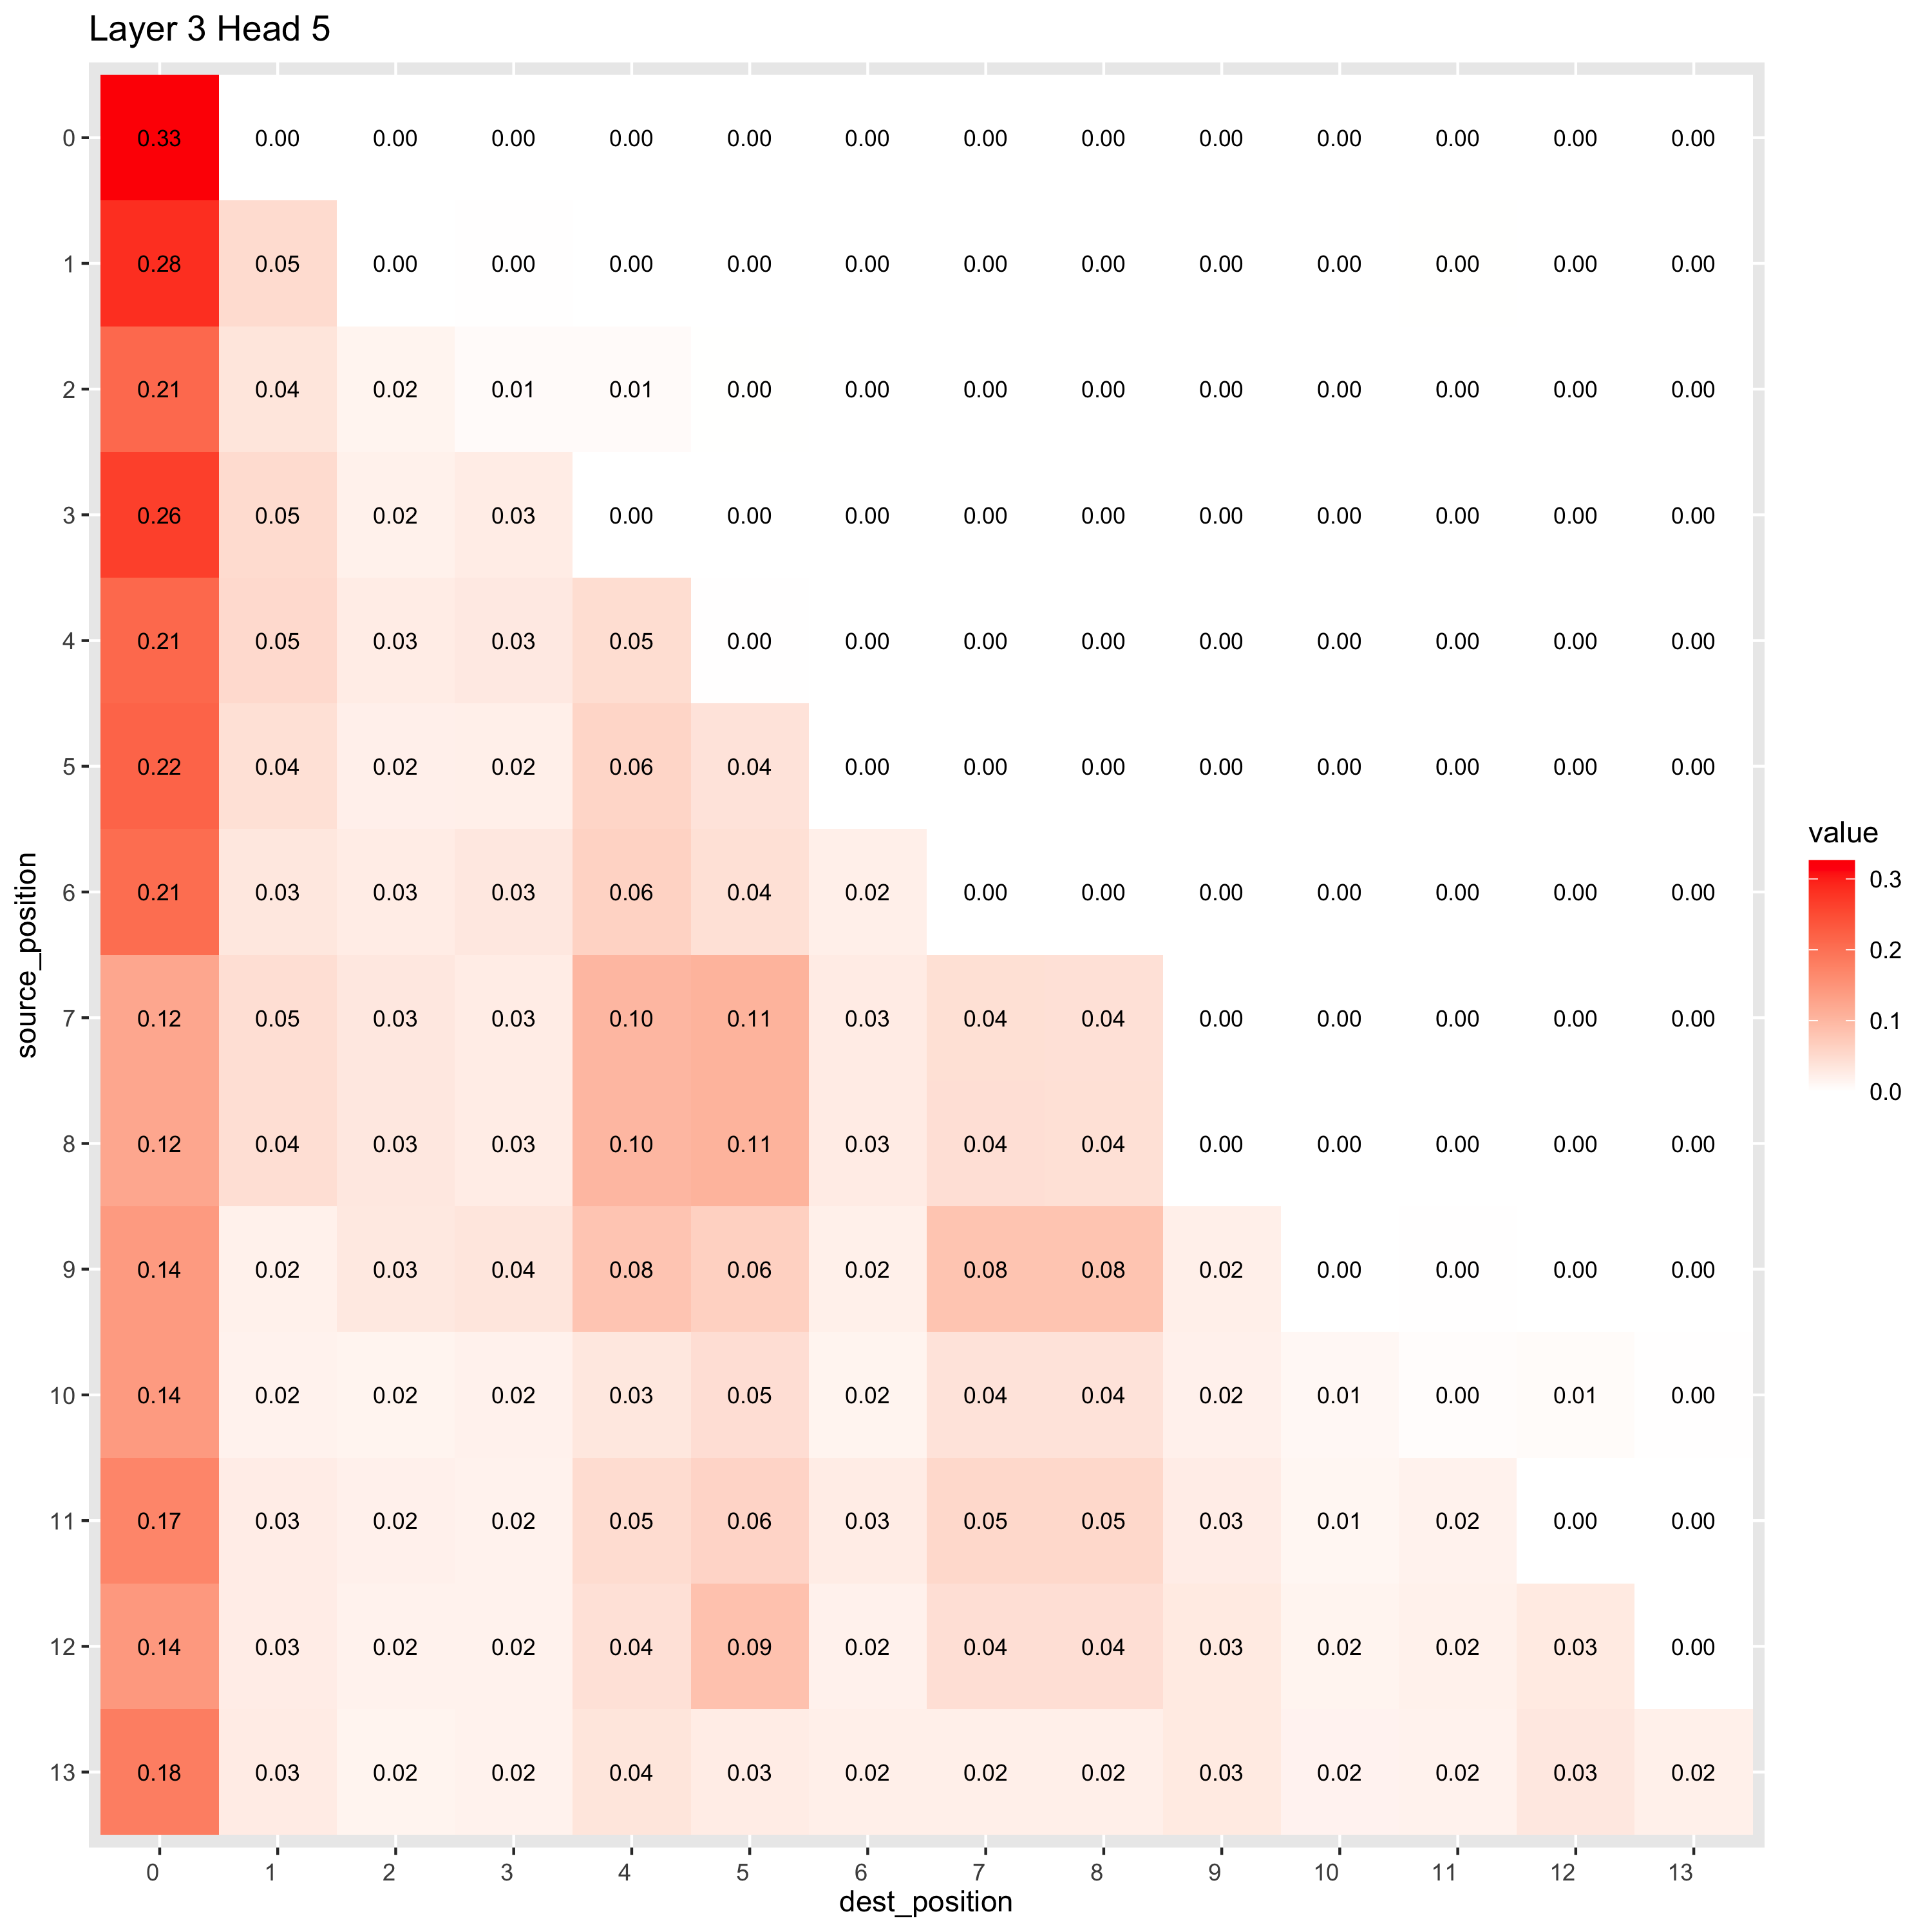 Layer 3 Head 5
0 0.33 0.00 0.00 0.00 0.00 0.00 0.00 0.00 0.00 0.00 0.00 0.00 0.00 0.00
1 0.28 0.05 0.00 0.00 0.00 0.00 0.00 0.00 0.00 0.00 0.00 0.00 0.00 0.00
2 0.21 0.04 0.02 0.01 0.01 0.00 0.00 0.00 0.00 0.00 0.00 0.00 0.00 0.00
3 0.26 0.05 0.02 0.03 0.00 0.00 0.00 0.00 0.00 0.00 0.00 0.00 0.00 0.00
4 0.21 0.05 0.03 0.03 0.05 0.00 0.00 0.00 0.00 0.00 0.00 0.00 0.00 0.00
5 0.22 0.04 0.02 0.02 0.06 0.04 0.00 0.00 0.00 0.00 0.00 0.00 0.00 0.00
6 0.21 0.03 0.03 0.03 0.06 0.04 0.02 0.00 0.00 0.00 0.00 0.00 0.00 0.00
7 0.12 0.05 0.03 0.03 0.10 0.11 0.03 0.04 0.04 0.00 0.00 0.00 0.00 0.00
8 0.12 0.04 0.03 0.03 0.10 0.11 0.03 0.04 0.04 0.00 0.00 0.00 0.00 0.00
9 0.14 0.02 0.03 0.04 0.08 0.06 0.02 0.08 0.08 0.02 0.00 0.00 0.00 0.00
10 0.14 0.02 0.02 0.02 0.03 0.05 0.02 0.04 0.04 0.02 0.01 0.00 0.01 0.00
11 0.17 0.03 0.02 0.02 0.05 0.06 0.03 0.05 0.05 0.03 0.01 0.02 0.00 0.00
12 0.14 0.03 0.02 0.02 0.04 0.09 0.02 0.04 0.04 0.03 0.02 0.02 0.03 0.00
13 0.18 0.03 0.02 0.02 0.04 0.03 0.02 0.02 0.02 0.03 0.02 0.02 0.03 0.02
0 1 2 3 4 5 6 7 8 9 10 11 12 13
dest_position
source_position
value
0.3
0.2
0.1
0.0